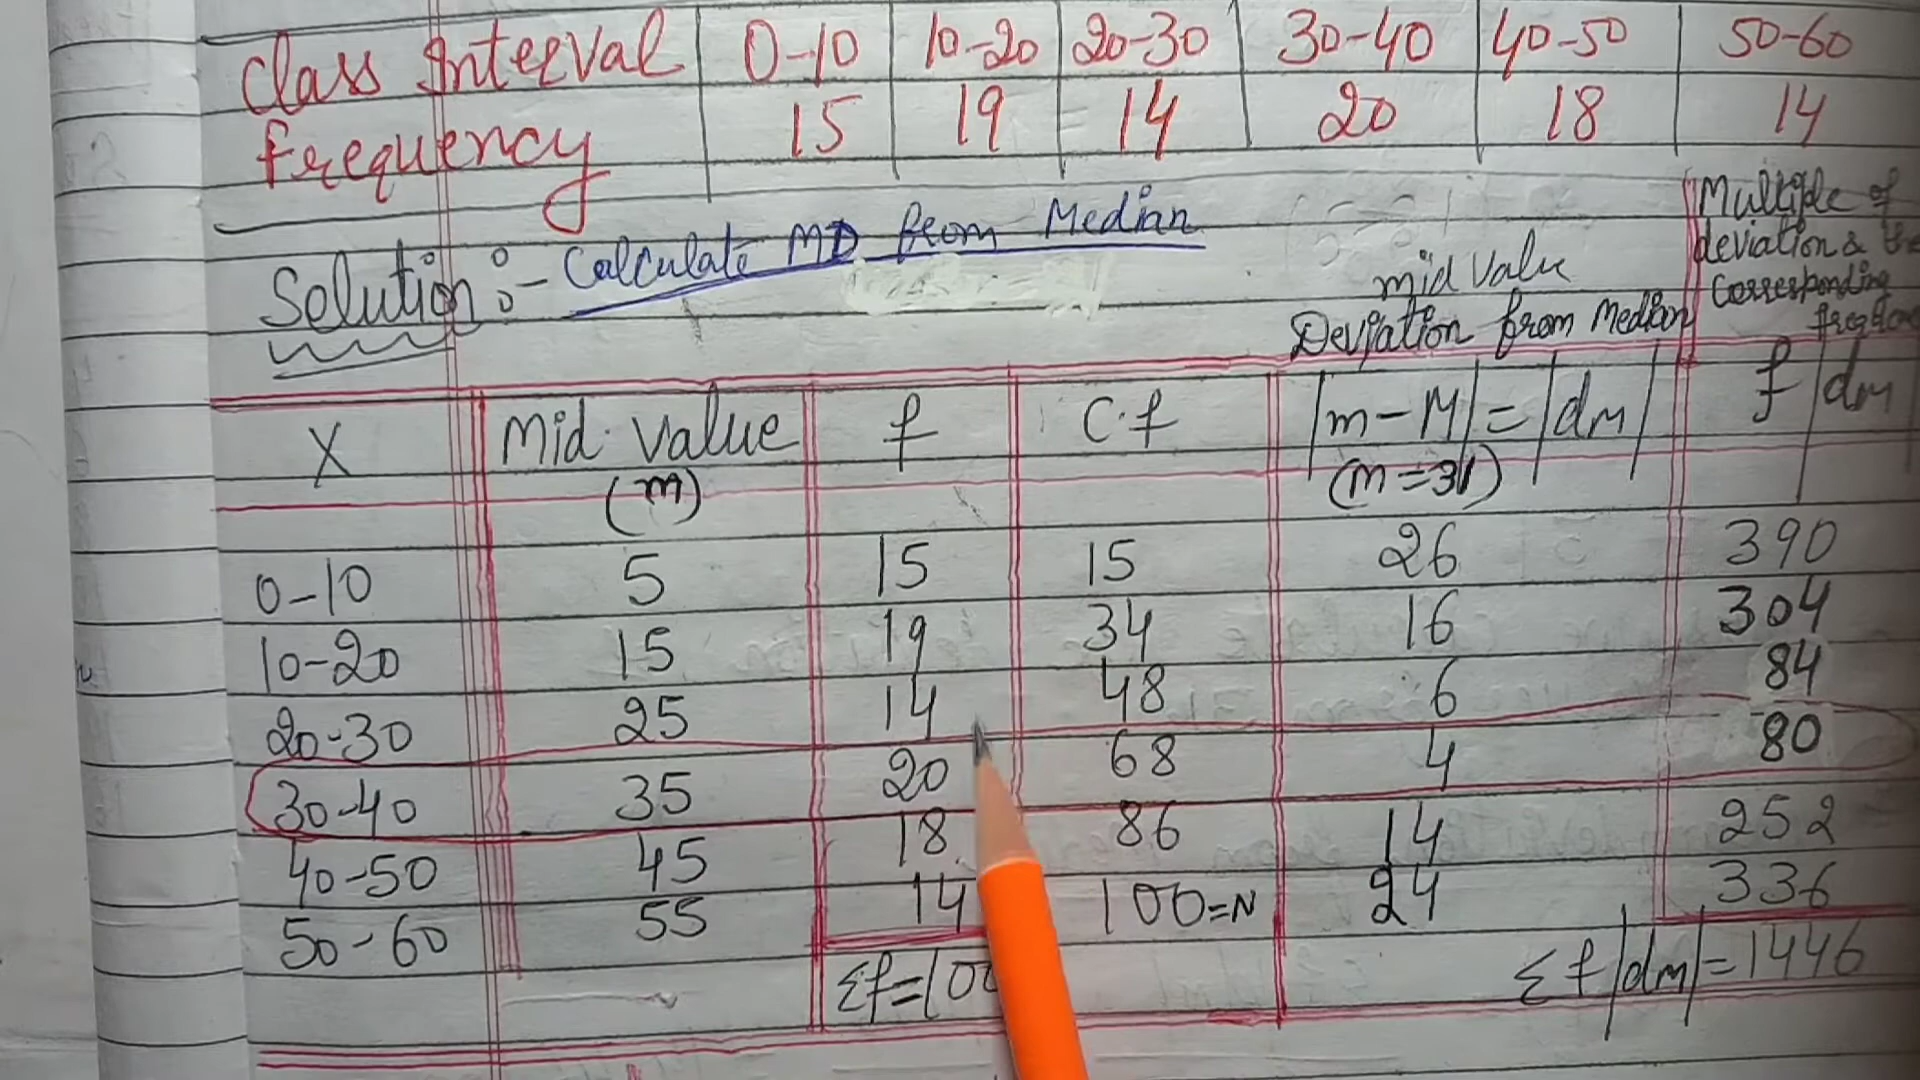 Class Interval 0-10 10-20 20-30 30-40 40-50 50-60
frequency 15 19 14 20 18 14
Solution :- Calculate MD from Median
mid value
Deviation from Median
Multiple of
deviation & the
Corresponding
X Mid. Value f C.f |m-M|=|dm| f|dm|
(m) (m=31)
0-10 5 15 15 26 390
10-20 15 19 34 16 304
20-30 25 14 48 6 84
30-40 35 20 68 4 80
40-50 45 18 86 14 252
50-60 55 14 100=N 24 336
Σf=100 Σf|dm|=1446